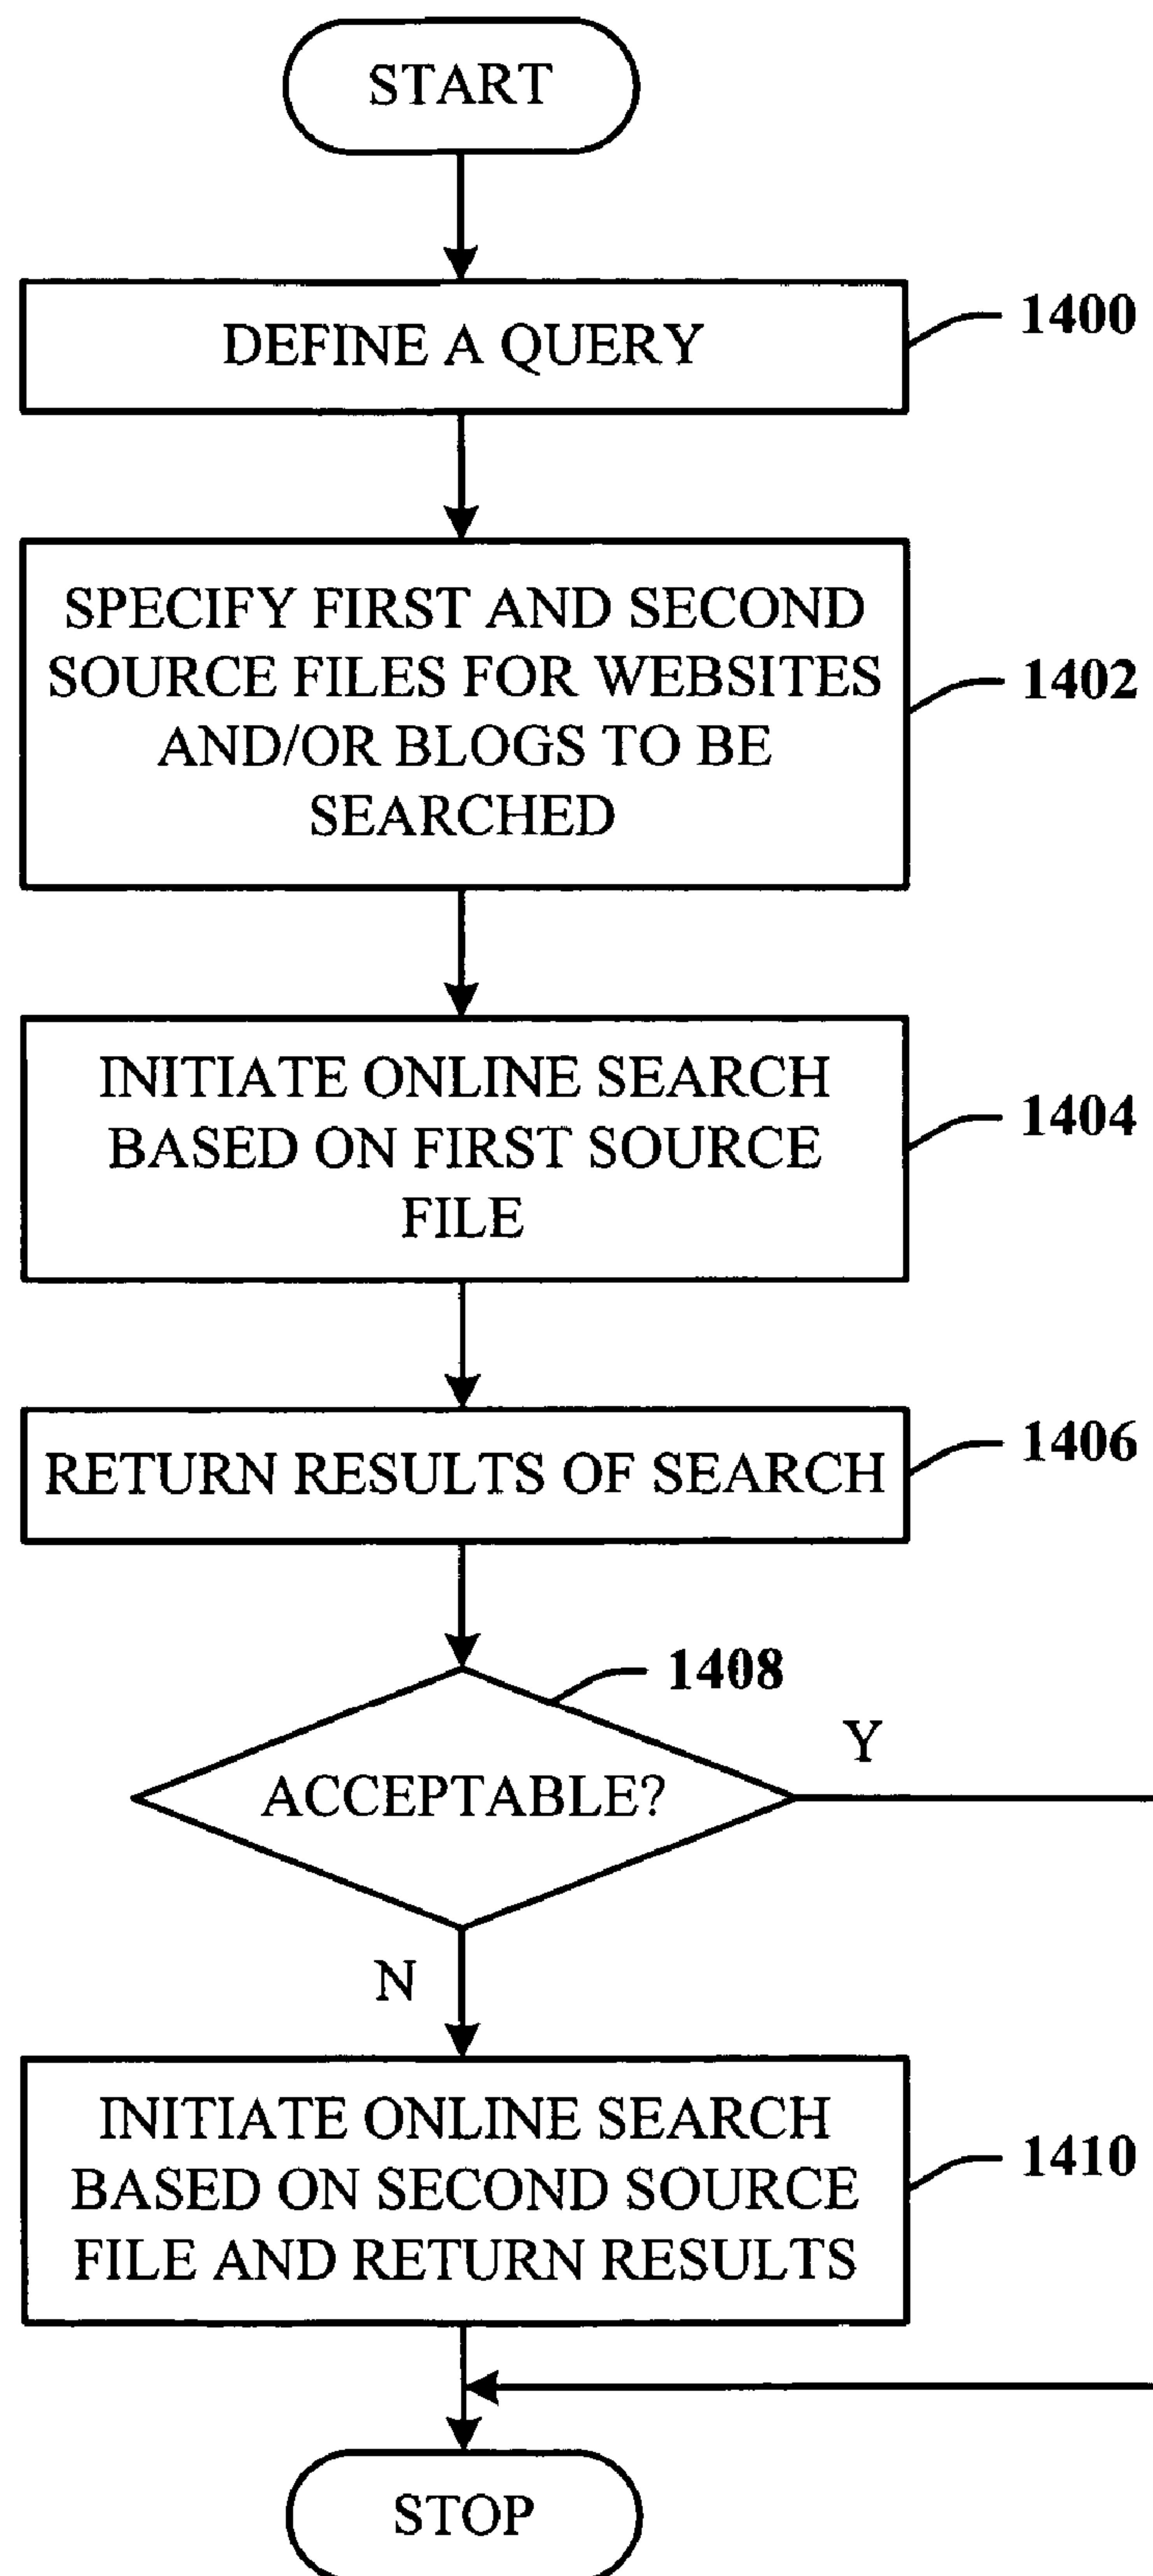 START
DEFINE A QUERY
1400
SPECIFY FIRST AND SECOND
SOURCE FILES FOR WEBSITES
AND/OR BLOGS TO BE
SEARCHED
1402
INITIATE ONLINE SEARCH
BASED ON FIRST SOURCE
FILE
1404
RETURN RESULTS OF SEARCH
1406
1408
ACCEPTABLE?
Y
N
INITIATE ONLINE SEARCH
BASED ON SECOND SOURCE
FILE AND RETURN RESULTS
1410
STOP